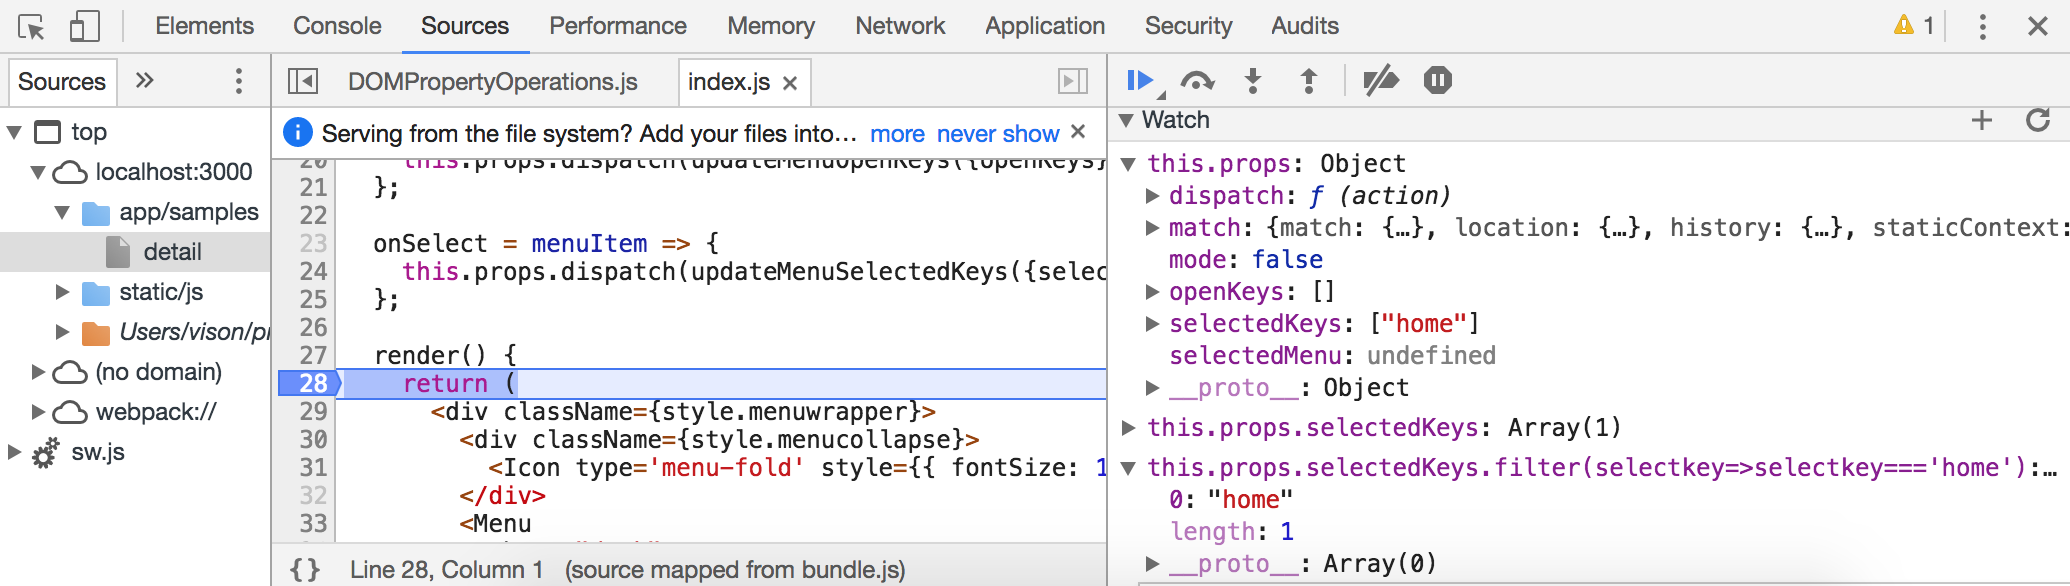 Elements Console Sources Performance Memory Network Application Security Audits 1
Sources
top
localhost:3000
app/samples
detail
static/js
Users/vison/p
(no domain)
webpack://
sw.js
DOMPropertyOperations.js index.js
Serving from the file system? Add your files into… more never show
20 this.props.dispatch(updateMenuOpenKeys({openKeys}
21 };
22
23 onSelect = menuItem => {
24 this.props.dispatch(updateMenuSelectedKeys({selec
25 };
26
27 render() {
28 return (
29 <div className={style.menuwrapper}>
30 <div className={style.menucollapse}>
31 <Icon type='menu-fold' style={{ fontSize: 1
32 </div>
33 <Menu
{} Line 28, Column 1 (source mapped from bundle.js)
Watch
this.props: Object
dispatch: ƒ (action)
match: {match: {…}, location: {…}, history: {…}, staticContext:
mode: false
openKeys: []
selectedKeys: ["home"]
selectedMenu: undefined
__proto__: Object
this.props.selectedKeys: Array(1)
this.props.selectedKeys.filter(selectkey=>selectkey==='home'):…
0: "home"
length: 1
__proto__: Array(0)